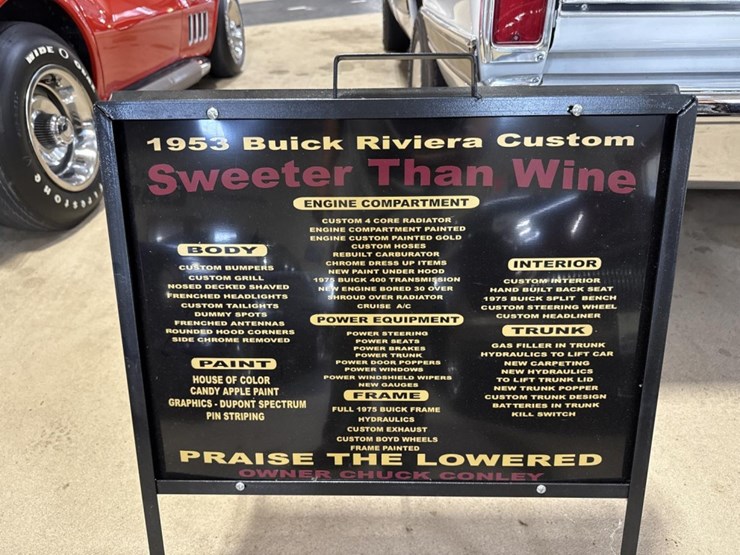 1953 Buick Riviera Custom
Sweeter Than Wine
ENGINE COMPARTMENT
CUSTOM 4 CORE RADIATOR
ENGINE COMPARTMENT PAINTED
ENGINE CUSTOM PAINTED GOLD
CUSTOM HOSES
REBUILT CARBURATOR
CHROME DRESS UP ITEMS
NEW PAINT UNDER HOOD
1975 BUICK 400 TRANSMISSION
NEW ENGINE BORED 30 OVER
SHROUD OVER RADIATOR
CRUISE A/C
BODY
CUSTOM BUMPERS
CUSTOM GRILL
NOSED DECKED SHAVED
FRENCHED HEADLIGHTS
CUSTOM TAILIGHTS
DUMMY SPOTS
FRENCHED ANTENNAS
ROUNDED HOOD CORNERS
SIDE CHROME REMOVED
PAINT
HOUSE OF COLOR
CANDY APPLE PAINT
GRAPHICS - DUPONT SPECTRUM
PIN STRIPING
POWER EQUIPMENT
POWER STEERING
POWER SEATS
POWER BRAKES
POWER TRUNK
POWER DOOR POPPERS
POWER WINDOWS
POWER WINDSHIELD WIPERS
NEW GAUGES
FRAME
FULL 1975 BUICK FRAME
HYDRAULICS
CUSTOM EXHAUST
CUSTOM BOYD WHEELS
FRAME PAINTED
INTERIOR
CUSTOM INTERIOR
HAND BUILT BACK SEAT
1975 BUICK SPLIT BENCH
CUSTOM STEERING WHEEL
CUSTOM HEADLINER
TRUNK
GAS FILLER IN TRUNK
HYDRAULICS TO LIFT CAR
NEW CARPETING
NEW HYDRAULICS
TO LIFT TRUNK LID
NEW TRUNK POPPER
CUSTOM TRUNK DESIGN
BATTERIES IN TRUNK
KILL SWITCH
PRAISE THE LOWERED
OWNER CHUCK CONLEY
WIDE O